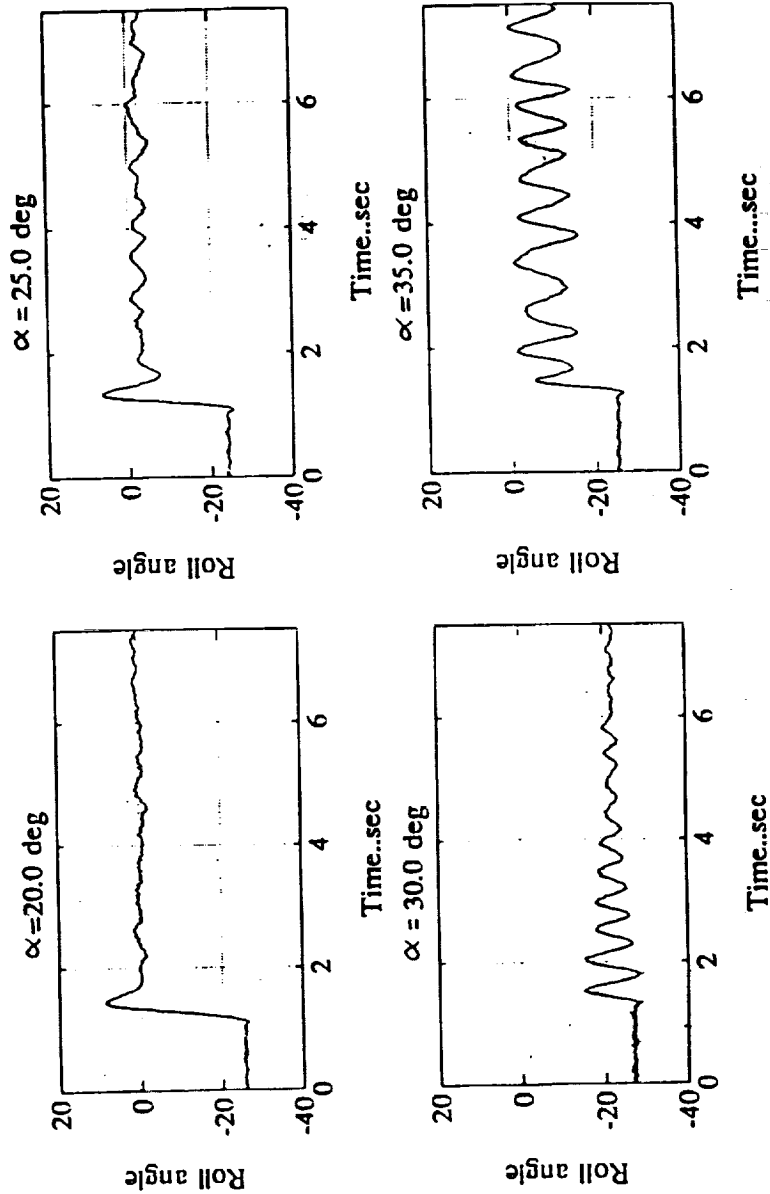 α=20.0 deg
20
0
-20
-40
Roll angle
0
2
4
6
Time..sec
α = 25.0 deg
20
0
-20
-40
Roll angle
0
2
4
6
Time..sec
α = 30.0 deg
20
0
-20
-40
Roll angle
0
2
4
6
Time..sec
α = 35.0 deg
20
0
-20
-40
Roll angle
0
2
4
6
Time...sec